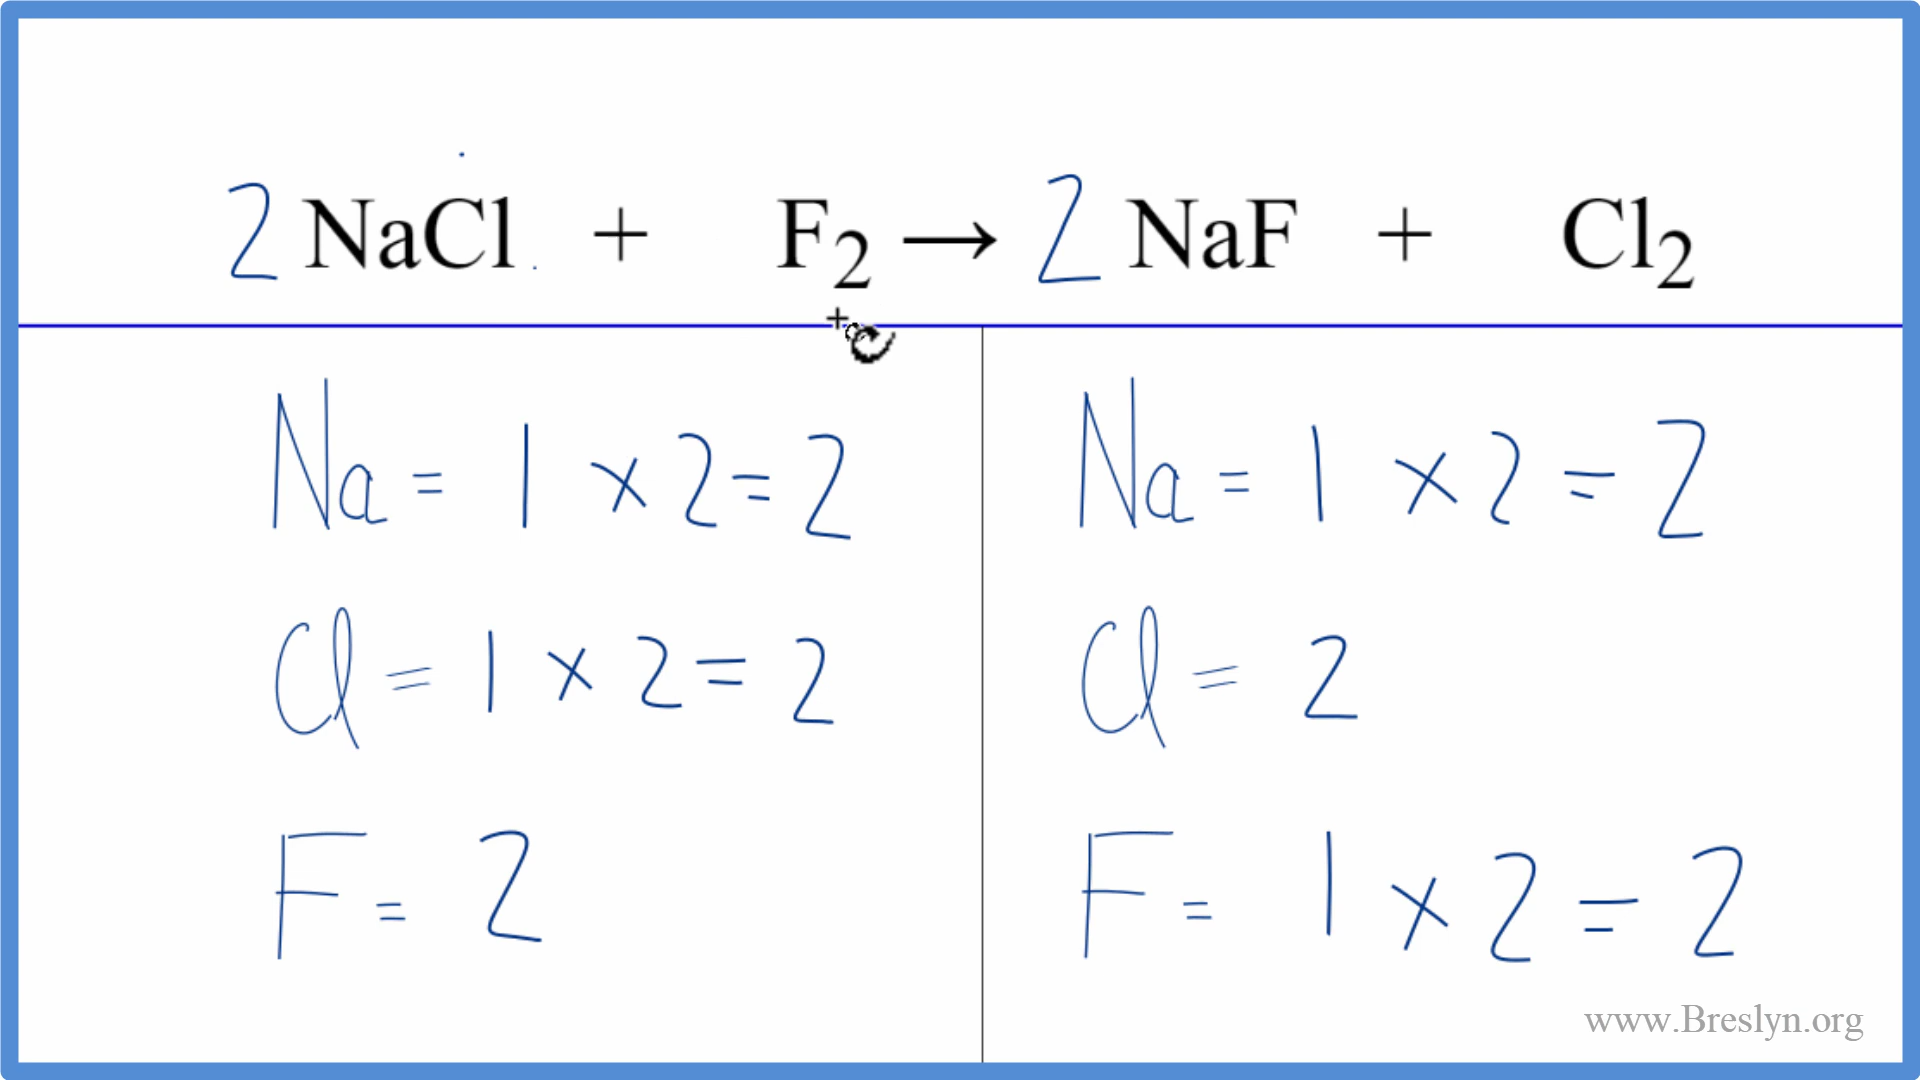 2 NaCl + F₂ → 2 NaF + Cl₂
Na = 1 x 2 = 2
Cl = 1 x 2 = 2
F = 2
Na = 1 x 2 = 2
Cl = 2
F = 1 x 2 = 2
www.Breslyn.org